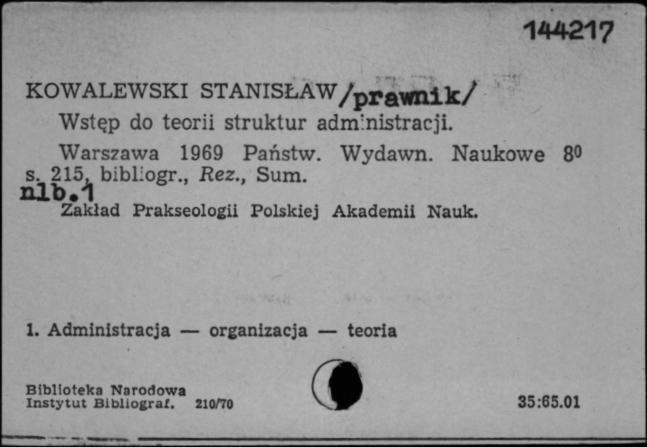 144217
KOWALEWSKI STANISŁAW /prawnik/
Wstęp do teorii struktur administracji.
Warszawa 1969 Państw. Wydawn. Naukowe 8⁰
s. 215, bibliogr., Rez., Sum.
nlb.1
Zakład Prakseologii Polskiej Akademii Nauk.
1. Administracja — organizacja — teoria
Biblioteka Narodowa
Instytut Bibliograf. 210/70
35:65.01